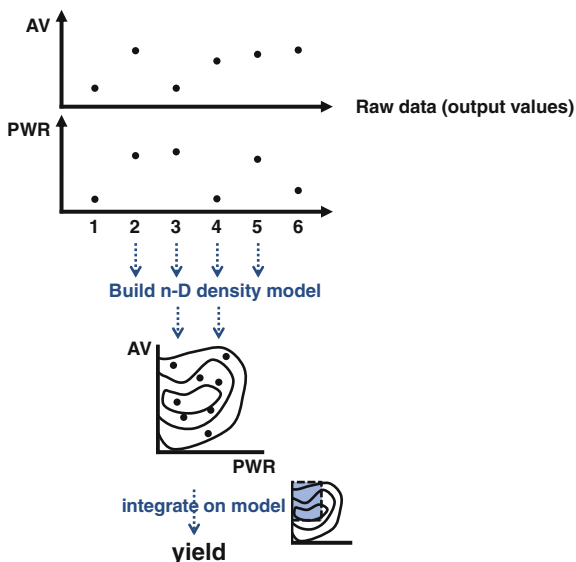 AV
Raw data (output values)
PWR
1 2 3 4 5 6
Build n-D density model
AV
PWR
integrate on model
yield